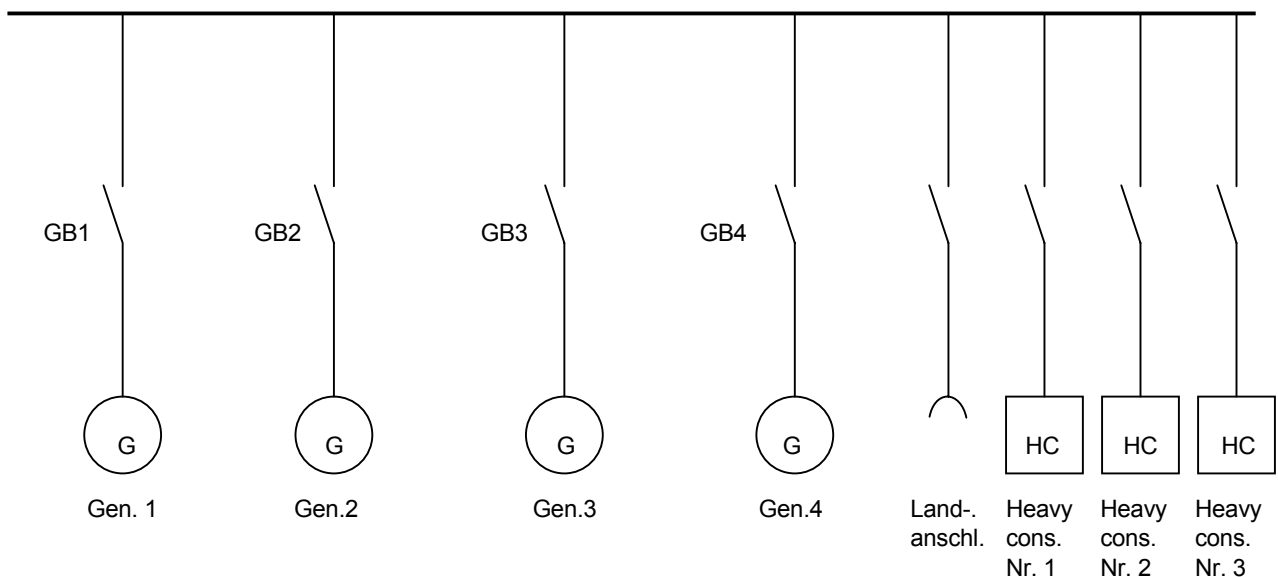 GB1
GB2
GB3
GB4
G
G
G
G
HC
HC
HC
Gen. 1
Gen.2
Gen.3
Gen.4
Land-.
anschl.
Heavy
cons.
Nr. 1
Heavy
cons.
Nr. 2
Heavy
cons.
Nr. 3